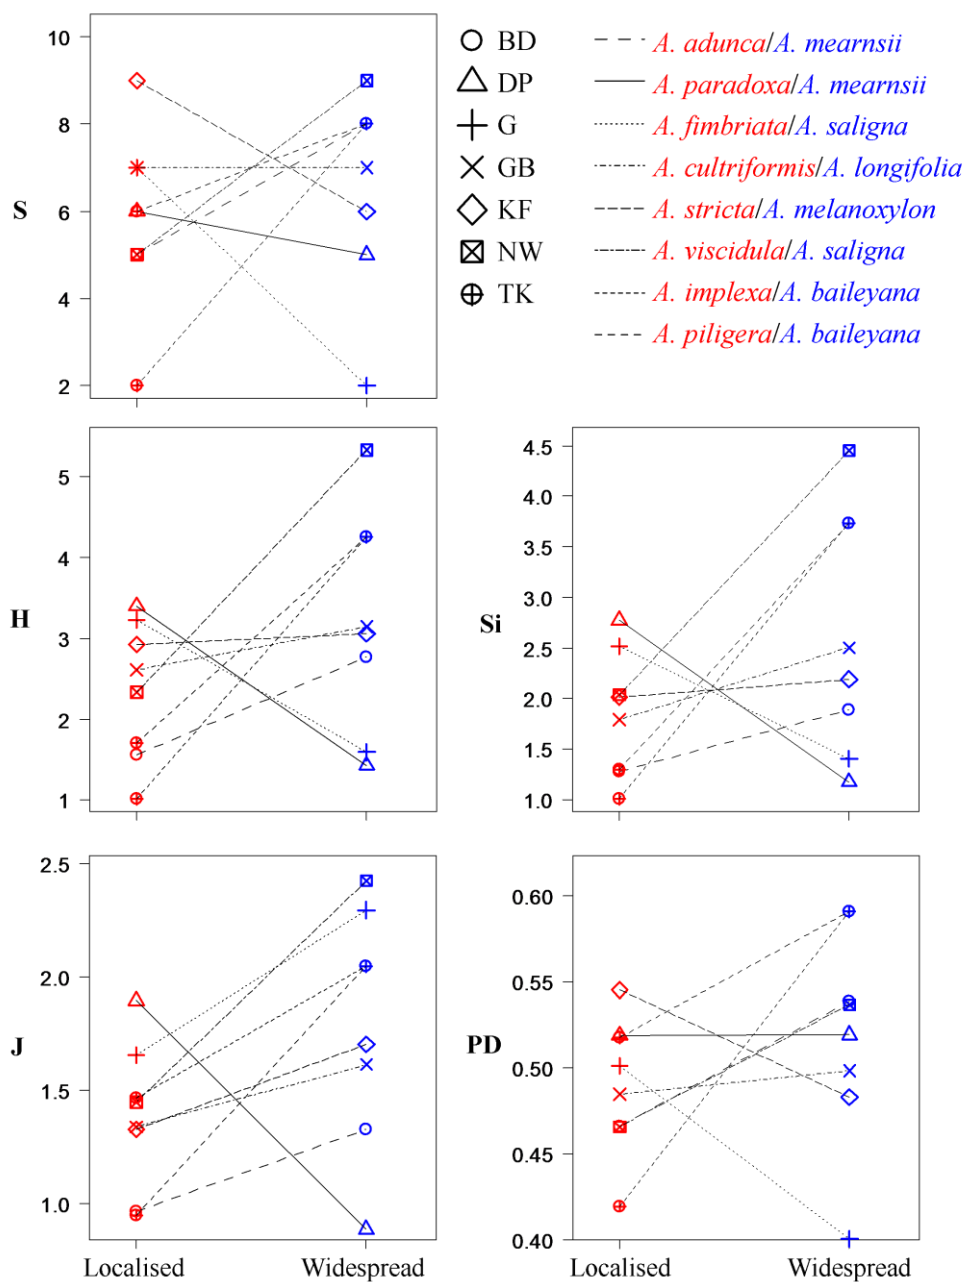 10
8
6
4
2
S
BD
DP
G
GB
KF
NW
TK
A. adunca/A. mearnsii
A. paradoxa/A. mearnsii
A. fimbriata/A. saligna
A. cultriformis/A. longifolia
A. stricta/A. melanoxylon
A. viscidula/A. saligna
A. implexa/A. baileyana
A. piligera/A. baileyana
5
4
3
2
1
H
4.5
4.0
3.5
3.0
2.5
2.0
1.5
1.0
Si
2.5
2.0
1.5
1.0
J
Localised Widespread
0.60
0.55
0.50
0.45
0.40
PD
Localised Widespread